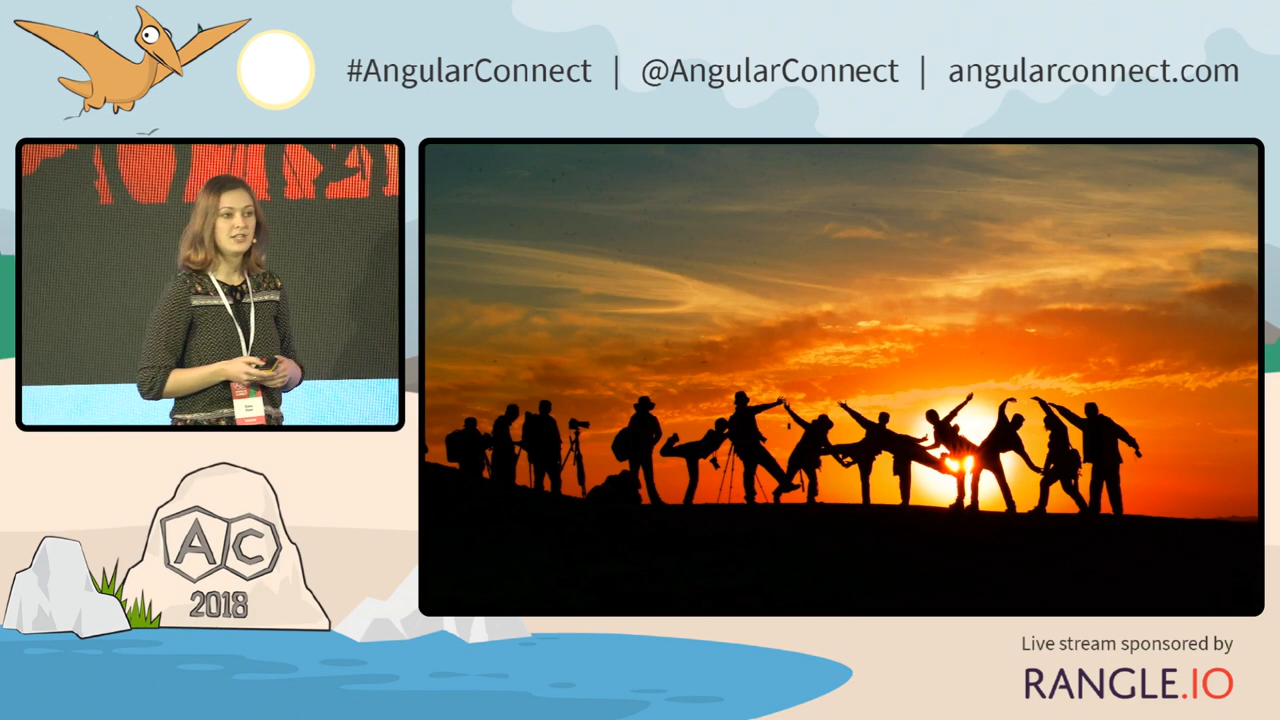 #AngularConnect | @AngularConnect | angularconnect.com
AC
2018
Live stream sponsored by
RANGLE.IO